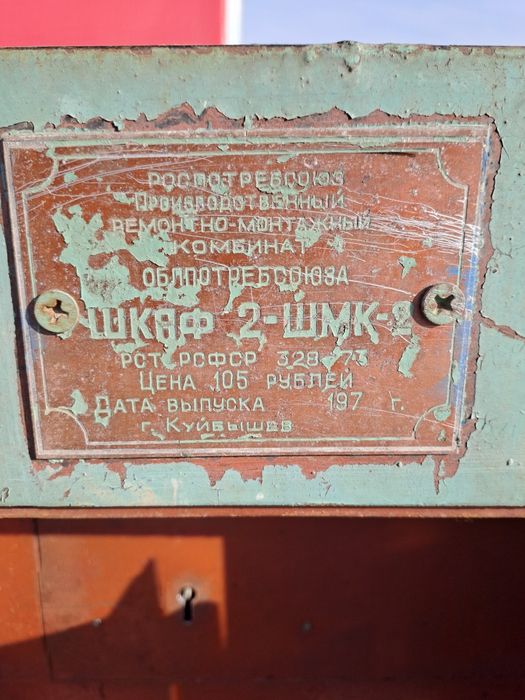 РОСПОТРЕБСОЮЗ
ПРОИЗВОДСТВЕННЫЙ
РЕМОНТНО-МОНТАЖНЫЙ
КОМБИНАТ
ОБЛПОТРЕБСОЮЗА
ШКАФ 2-ШМК-2
РСТ РСФСР 328-73
ЦЕНА 105 РУБЛЕЙ
ДАТА ВЫПУСКА 197 г.
г. КУЙБЫШЕВ